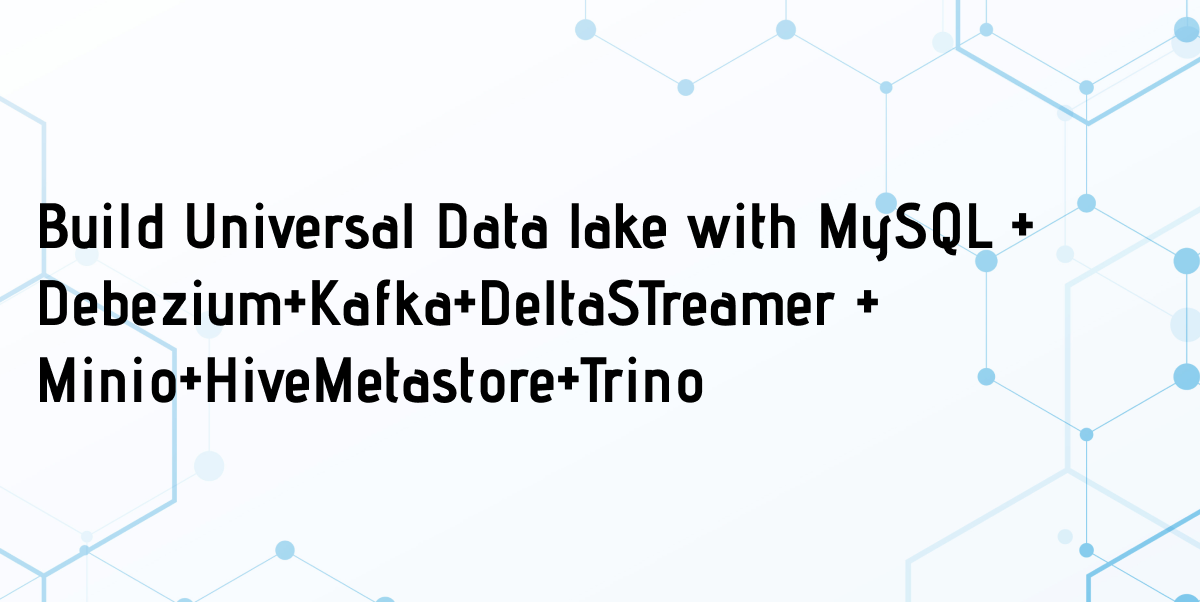 Build Universal Data lake with MySQL +
Debezium+Kafka+DeltaSTreamer +
Minio+HiveMetastore+Trino